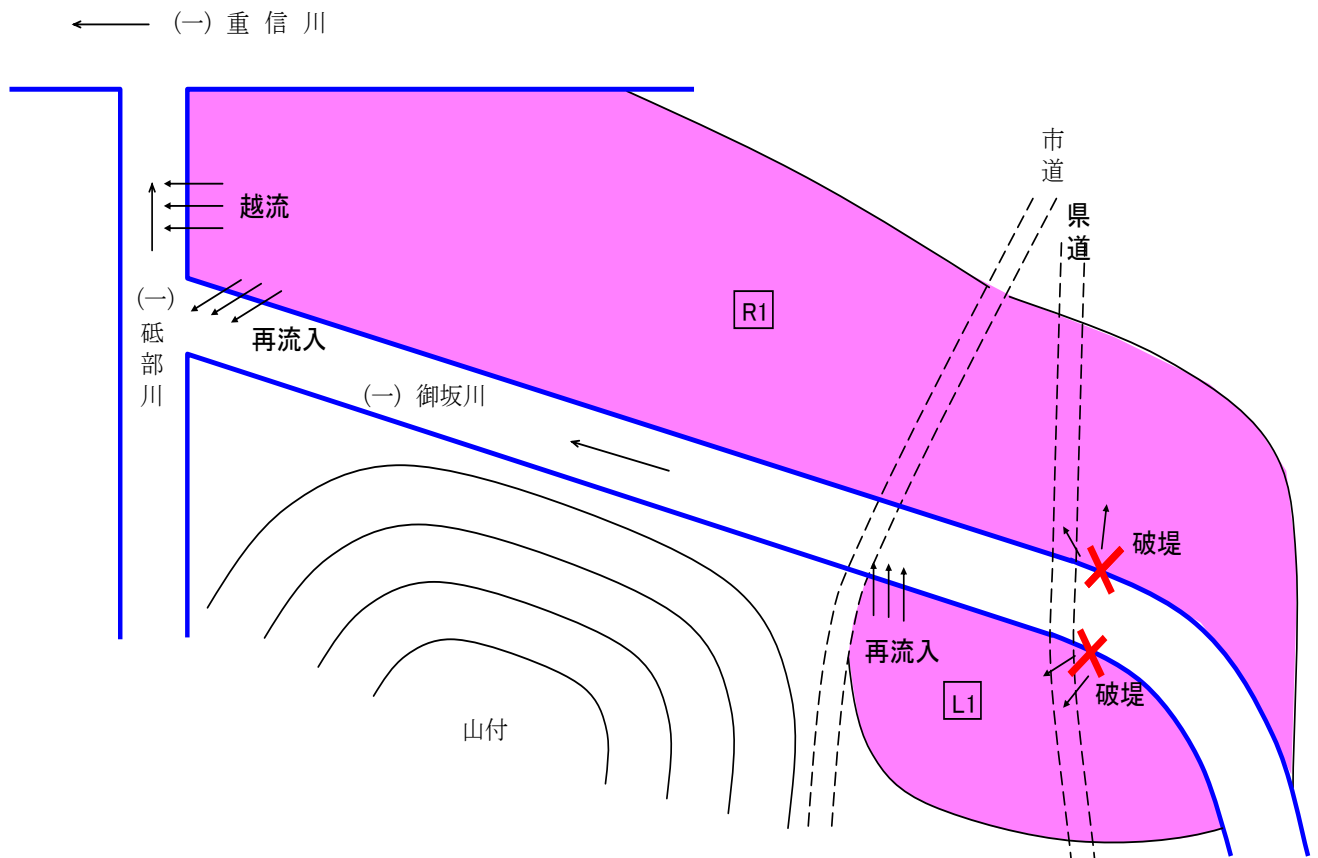 (一) 重信川
市道
県道
越流
R1
(一) 砥部川
再流入
(一) 御坂川
破堤
再流入
破堤
L1
山付